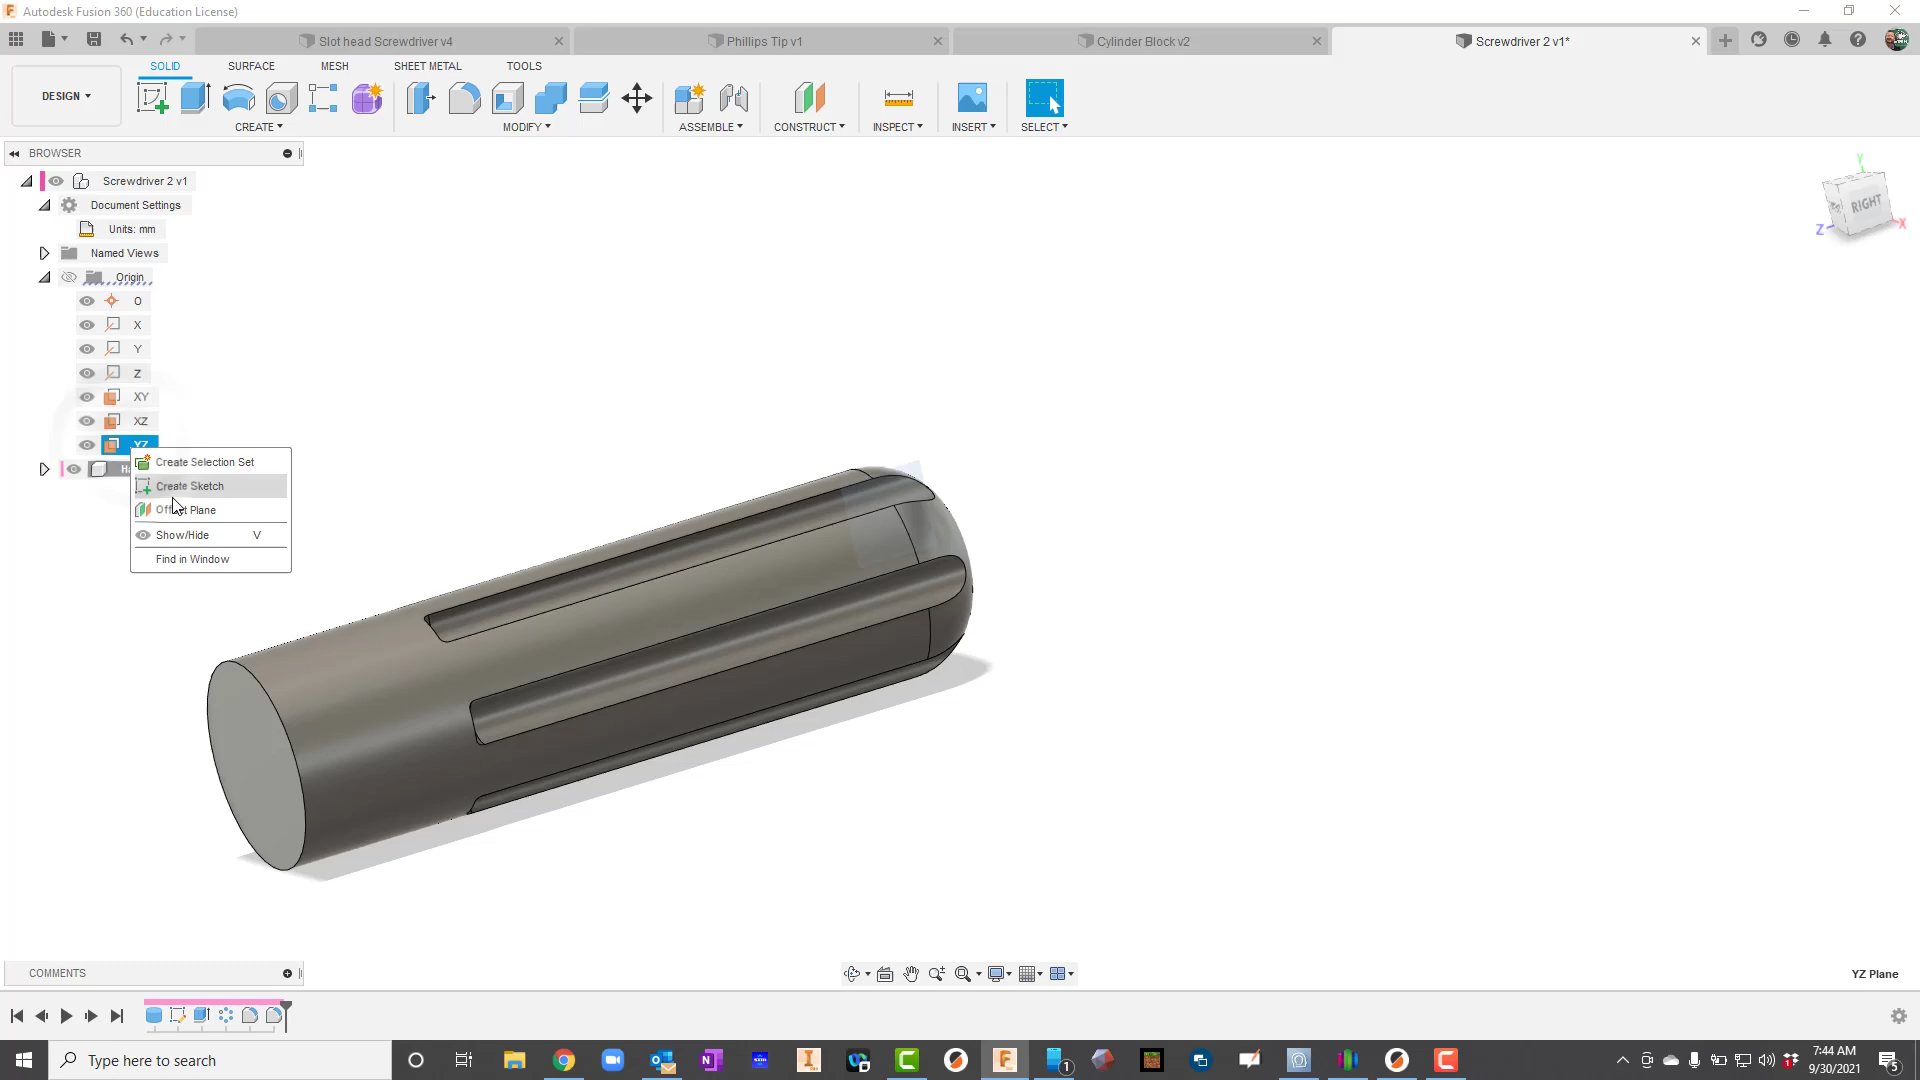 Autodesk Fusion 360 (Education License)
Slot head Screwdriver v4
Phillips Tip v1
Cylinder Block v2
Screwdriver 2 v1*
DESIGN
SOLID
SURFACE
MESH
SHEET METAL
TOOLS
CREATE
MODIFY
ASSEMBLE
CONSTRUCT
INSPECT
INSERT
SELECT
BROWSER
Screwdriver 2 v1
Document Settings
Units: mm
Named Views
Origin
O
X
Y
Z
XY
XZ
YZ
Create Selection Set
Create Sketch
Plane
Show/Hide V
Find in Window
Y
RIGHT
Z
X
COMMENTS
YZ Plane
Type here to search
1
7:44 AM
9/30/2021
5